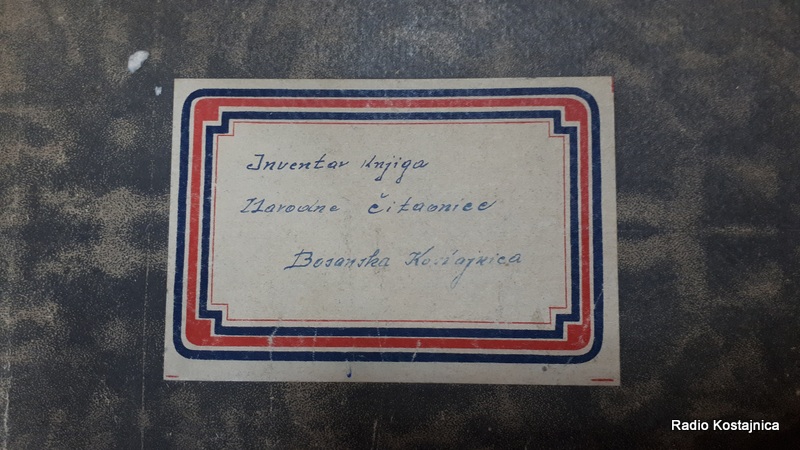 Inventar knjiga
Narodne čitaonice
Bosanska Kostajnica
Radio Kostajnica